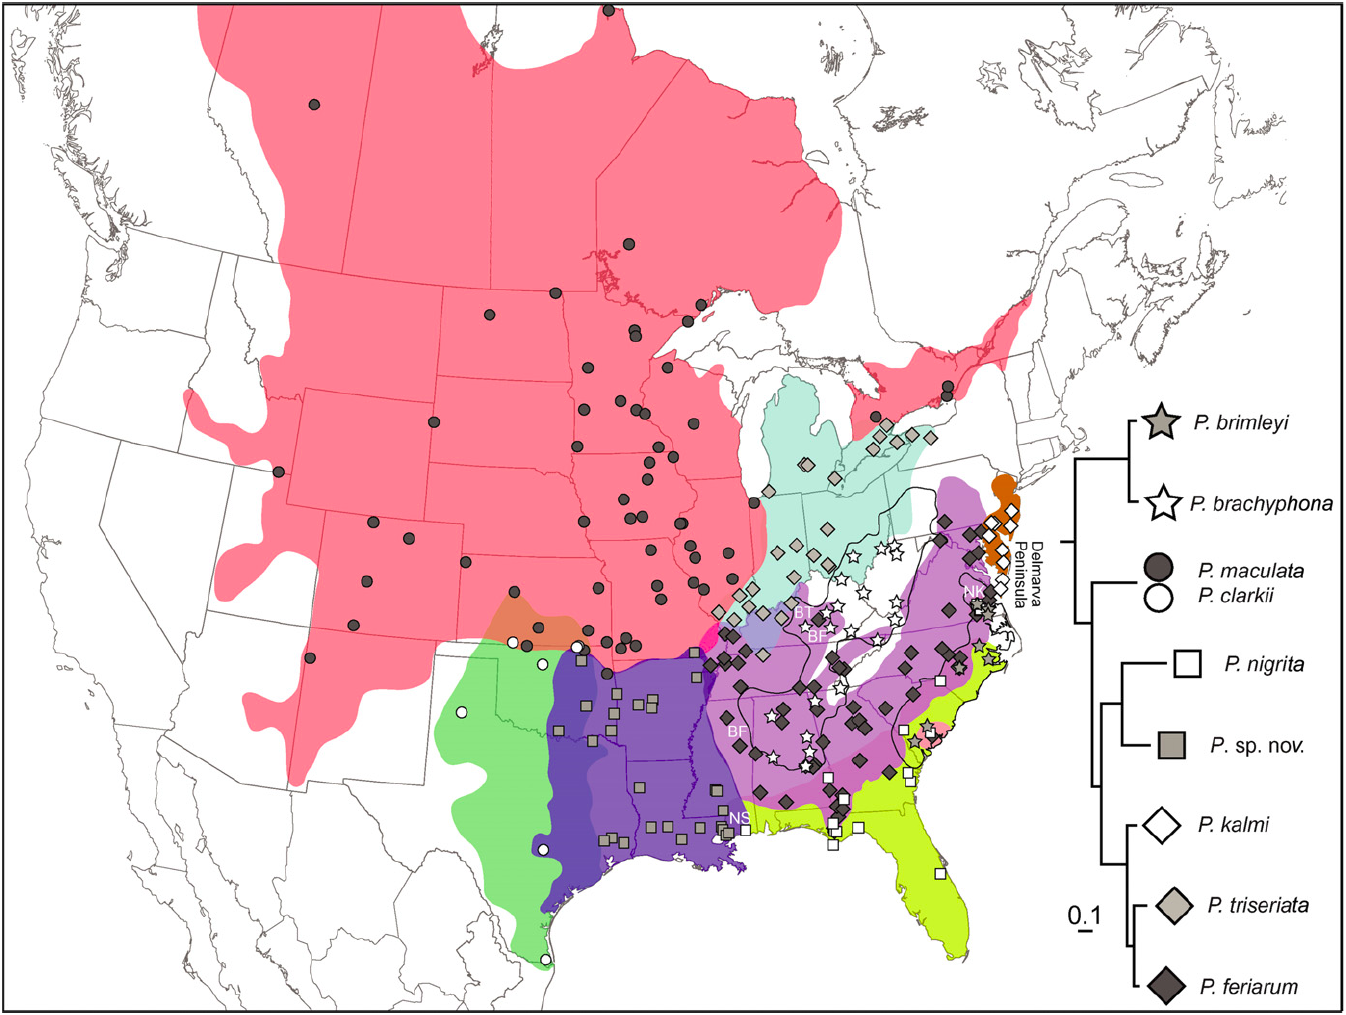 P. brimleyi
P. brachyphona
P. maculata
P. clarkii
Delmarva
Peninsula
NK
BT
BF
P. nigrita
BF
P. sp. nov.
NS
P. kalmi
0.1
P. triseriata
P. feriarum